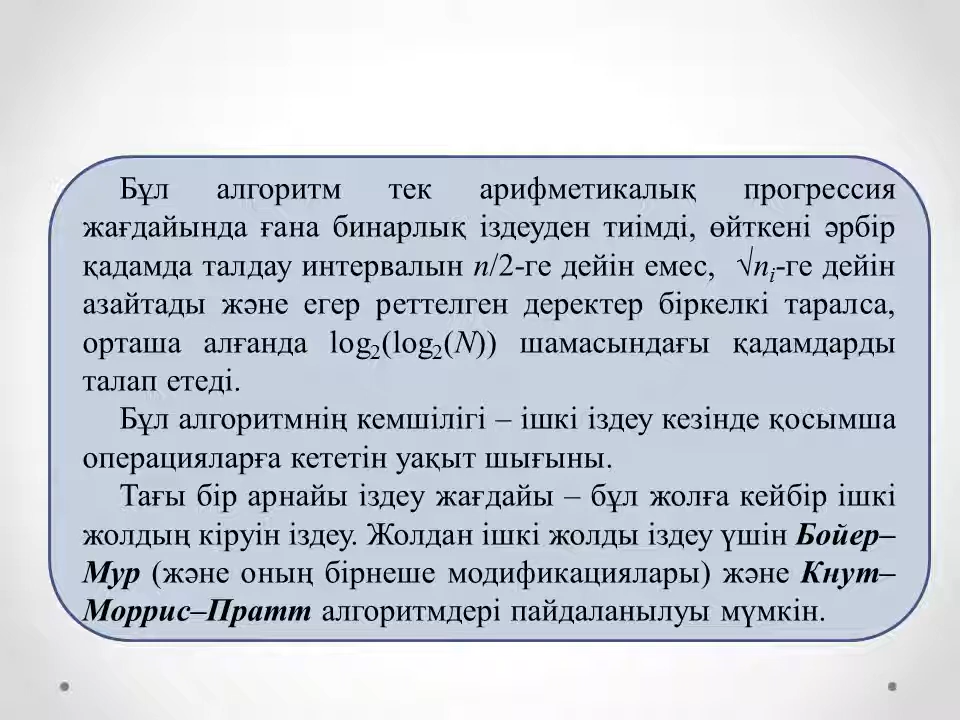 Бұл алгоритм тек арифметикалық прогрессия
жағдайында ғана бинарлық іздеуден тиімді, өйткені әрбір
қадамда талдау интервалын n/2-ге дейін емес, √nᵢ-ге дейін
азайтады және егер реттелген деректер біркелкі таралса,
орташа алғанда log₂(log₂(N)) шамасындағы қадамдарды
талап етеді.
Бұл алгоритмнің кемшілігі – ішкі іздеу кезінде қосымша
операцияларға кететін уақыт шығыны.
Тағы бір арнайы іздеу жағдайы – бұл жолға кейбір ішкі
жолдың кіруін іздеу. Жолдан ішкі жолды іздеу үшін Бойер–
Мур (және оның бірнеше модификациялары) және Кнут–
Моррис–Пратт алгоритмдері пайдаланылуы мүмкін.